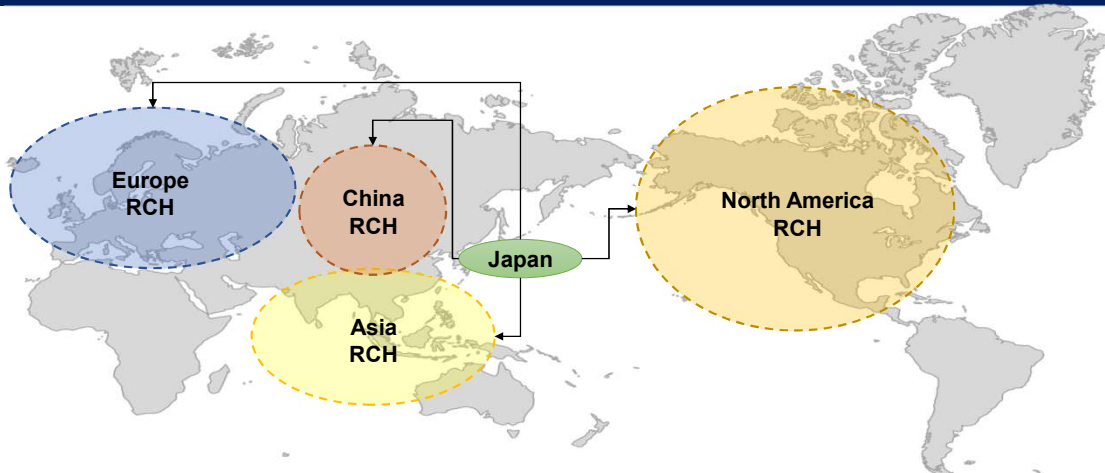 Europe
RCH
China
RCH
North America
RCH
Japan
Asia
RCH